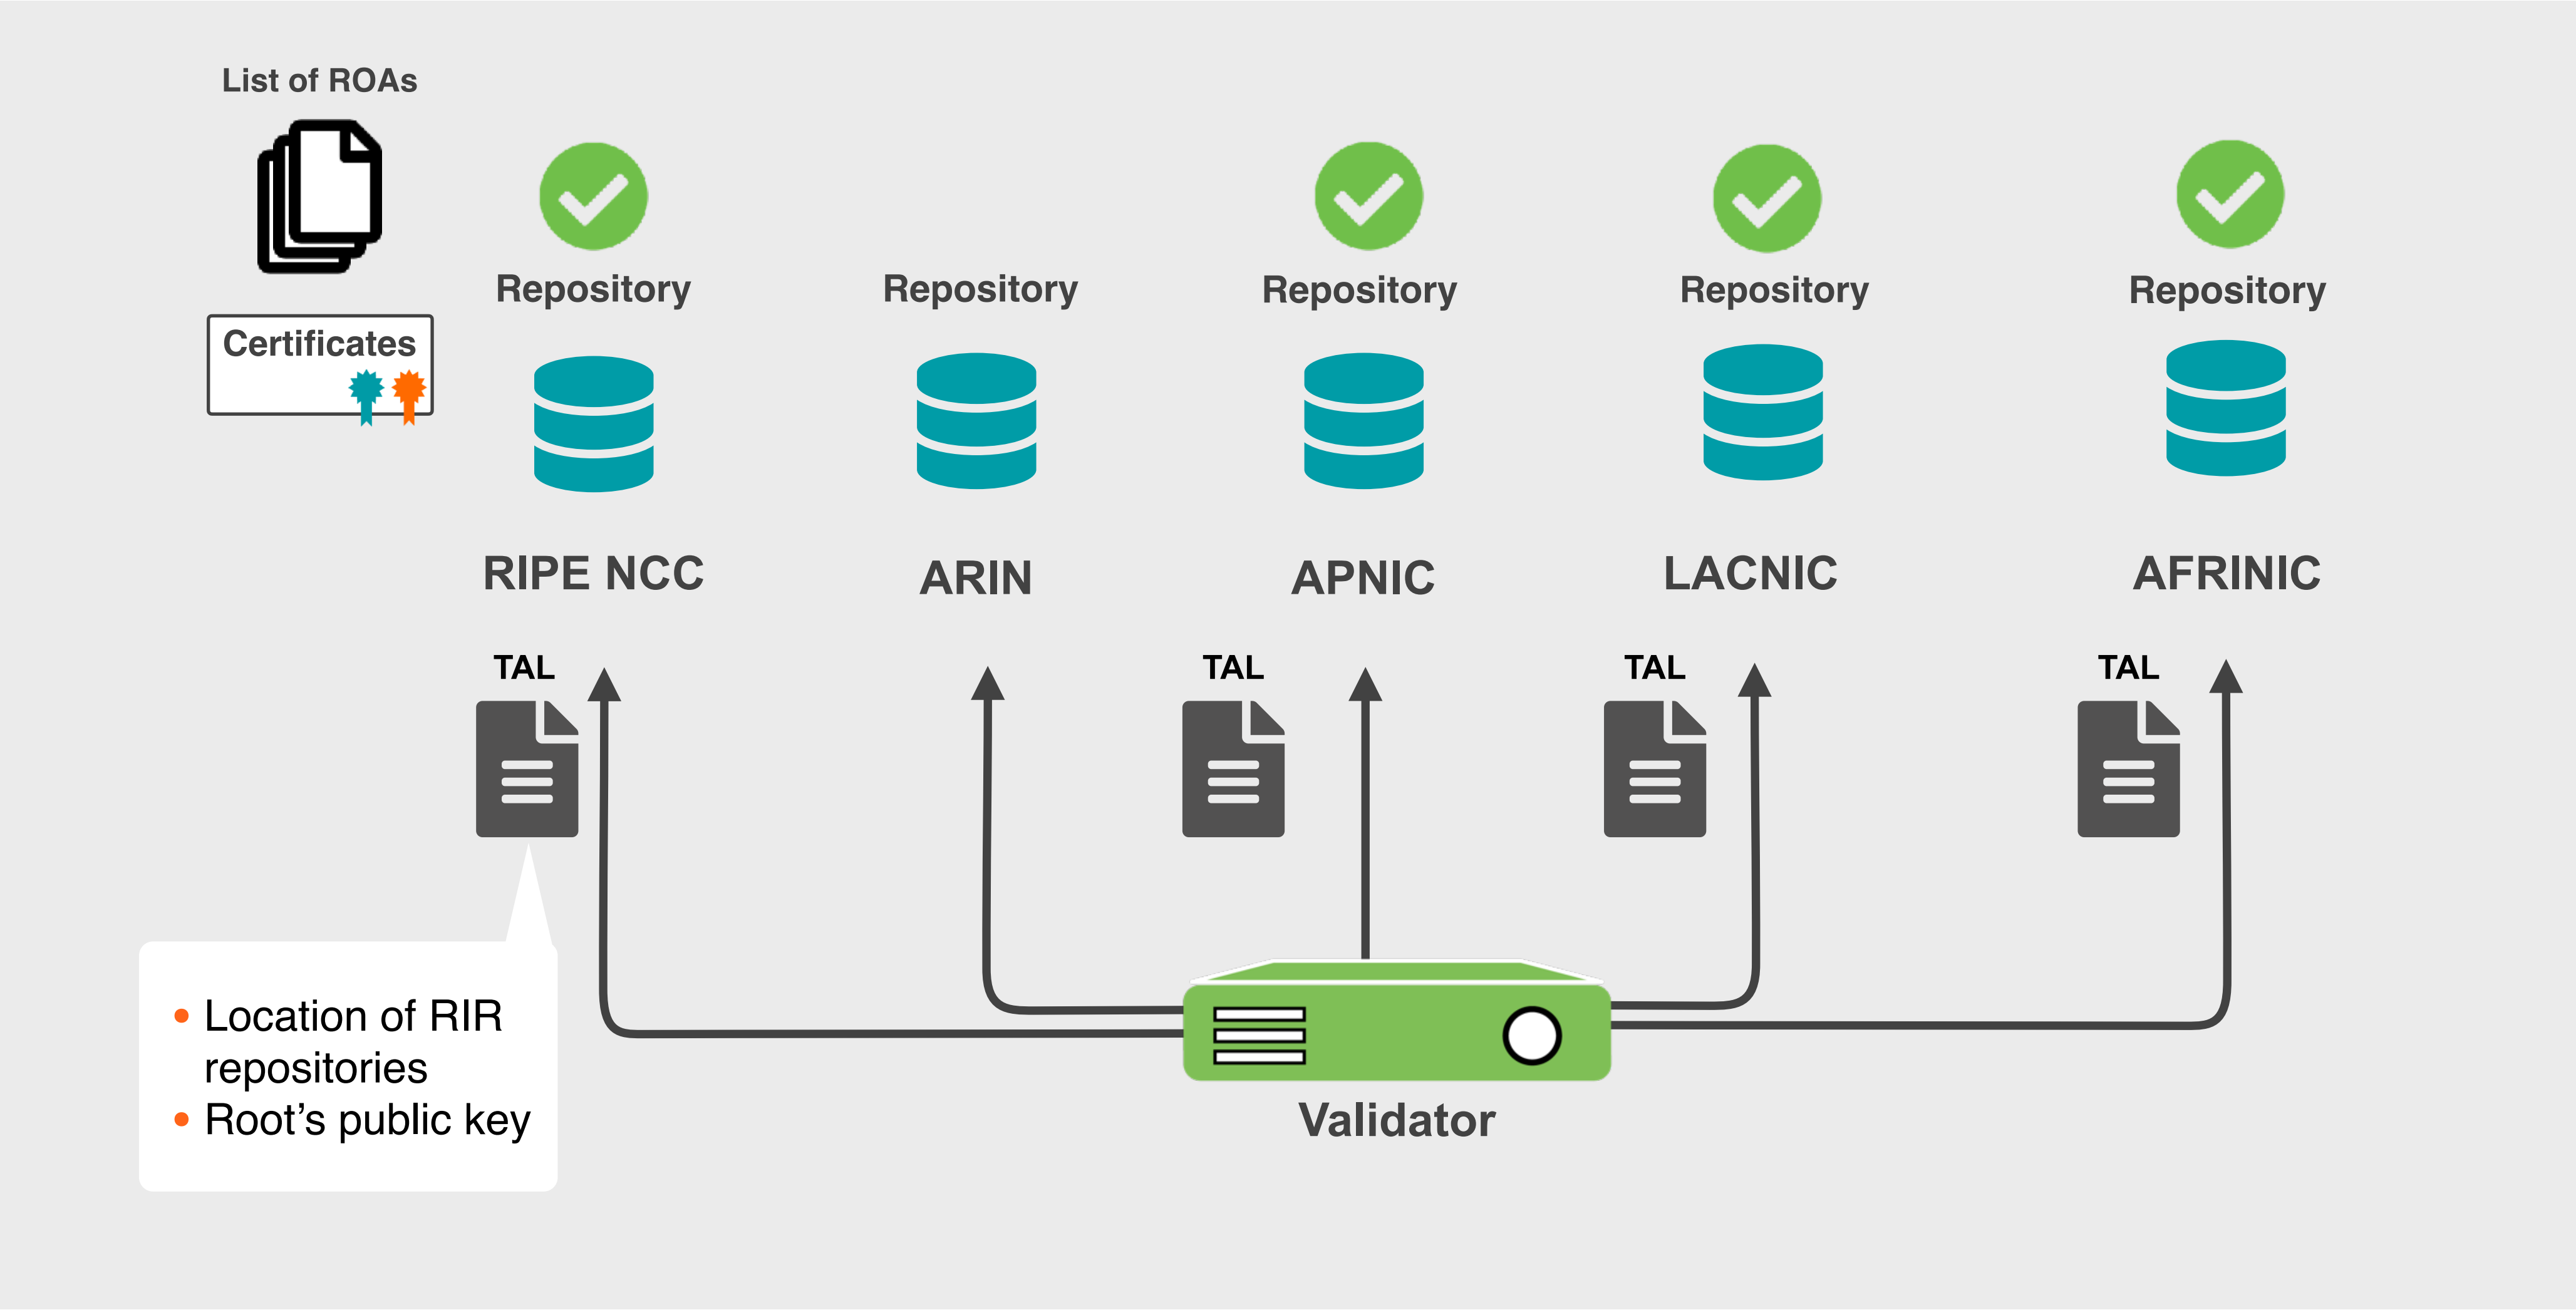 List of ROAs
Certificates
Repository
Repository
Repository
Repository
Repository
RIPE NCC
ARIN
APNIC
LACNIC
AFRINIC
TAL
TAL
TAL
TAL
• Location of RIR
repositories
• Root’s public key
Validator